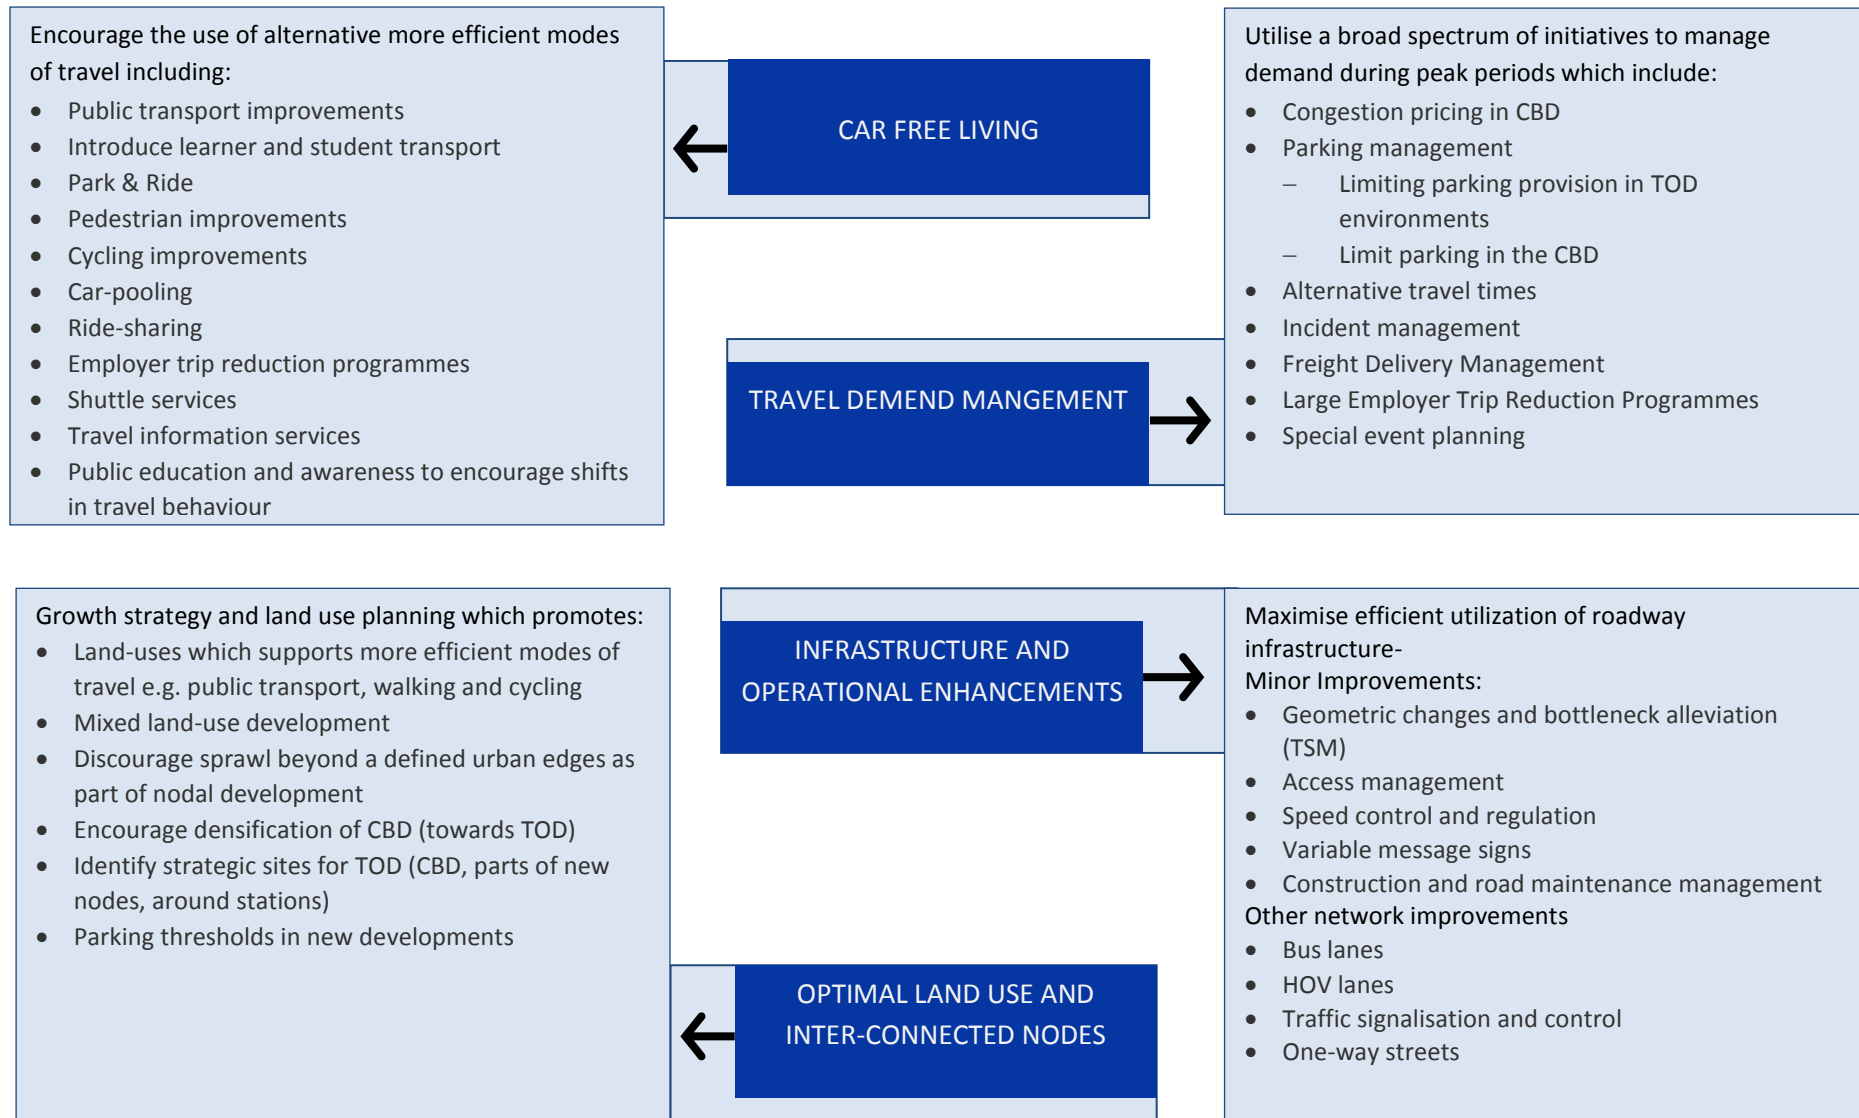 Encourage the use of alternative more efficient modes
of travel including:
• Public transport improvements
• Introduce learner and student transport
• Park & Ride
• Pedestrian improvements
• Cycling improvements
• Car-pooling
• Ride-sharing
• Employer trip reduction programmes
• Shuttle services
• Travel information services
• Public education and awareness to encourage shifts
in travel behaviour
CAR FREE LIVING
Utilise a broad spectrum of initiatives to manage
demand during peak periods which include:
• Congestion pricing in CBD
• Parking management
– Limiting parking provision in TOD
environments
– Limit parking in the CBD
• Alternative travel times
• Incident management
• Freight Delivery Management
• Large Employer Trip Reduction Programmes
• Special event planning
TRAVEL DEMEND MANGEMENT
Growth strategy and land use planning which promotes:
• Land-uses which supports more efficient modes of
travel e.g. public transport, walking and cycling
• Mixed land-use development
• Discourage sprawl beyond a defined urban edges as
part of nodal development
• Encourage densification of CBD (towards TOD)
• Identify strategic sites for TOD (CBD, parts of new
nodes, around stations)
• Parking thresholds in new developments
INFRASTRUCTURE AND
OPERATIONAL ENHANCEMENTS
Maximise efficient utilization of roadway
infrastructure-
Minor Improvements:
• Geometric changes and bottleneck alleviation
(TSM)
• Access management
• Speed control and regulation
• Variable message signs
• Construction and road maintenance management
Other network improvements
• Bus lanes
• HOV lanes
• Traffic signalisation and control
• One-way streets
OPTIMAL LAND USE AND
INTER-CONNECTED NODES